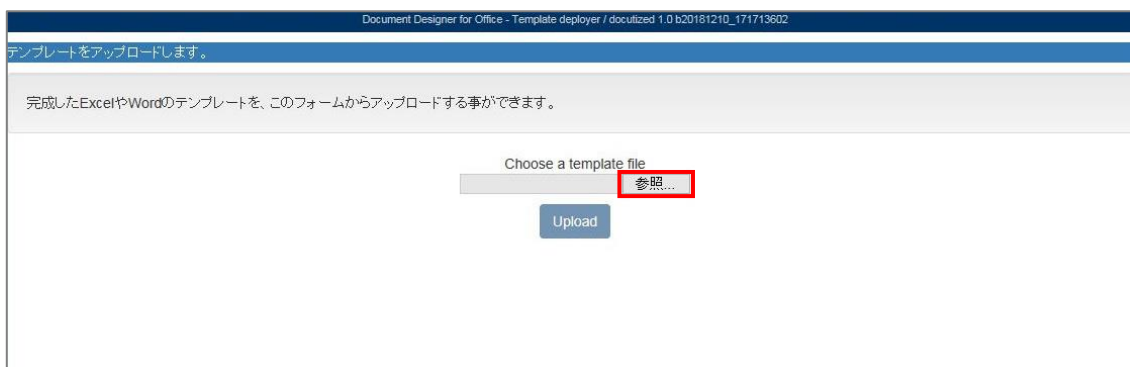 Document Designer for Office - Template deployer / docutized 1.0 b20181210_171713602
テンプレートをアップロードします。
完成したExcelやWordのテンプレートを、このフォームからアップロードする事ができます。
Choose a template file
参照...
Upload